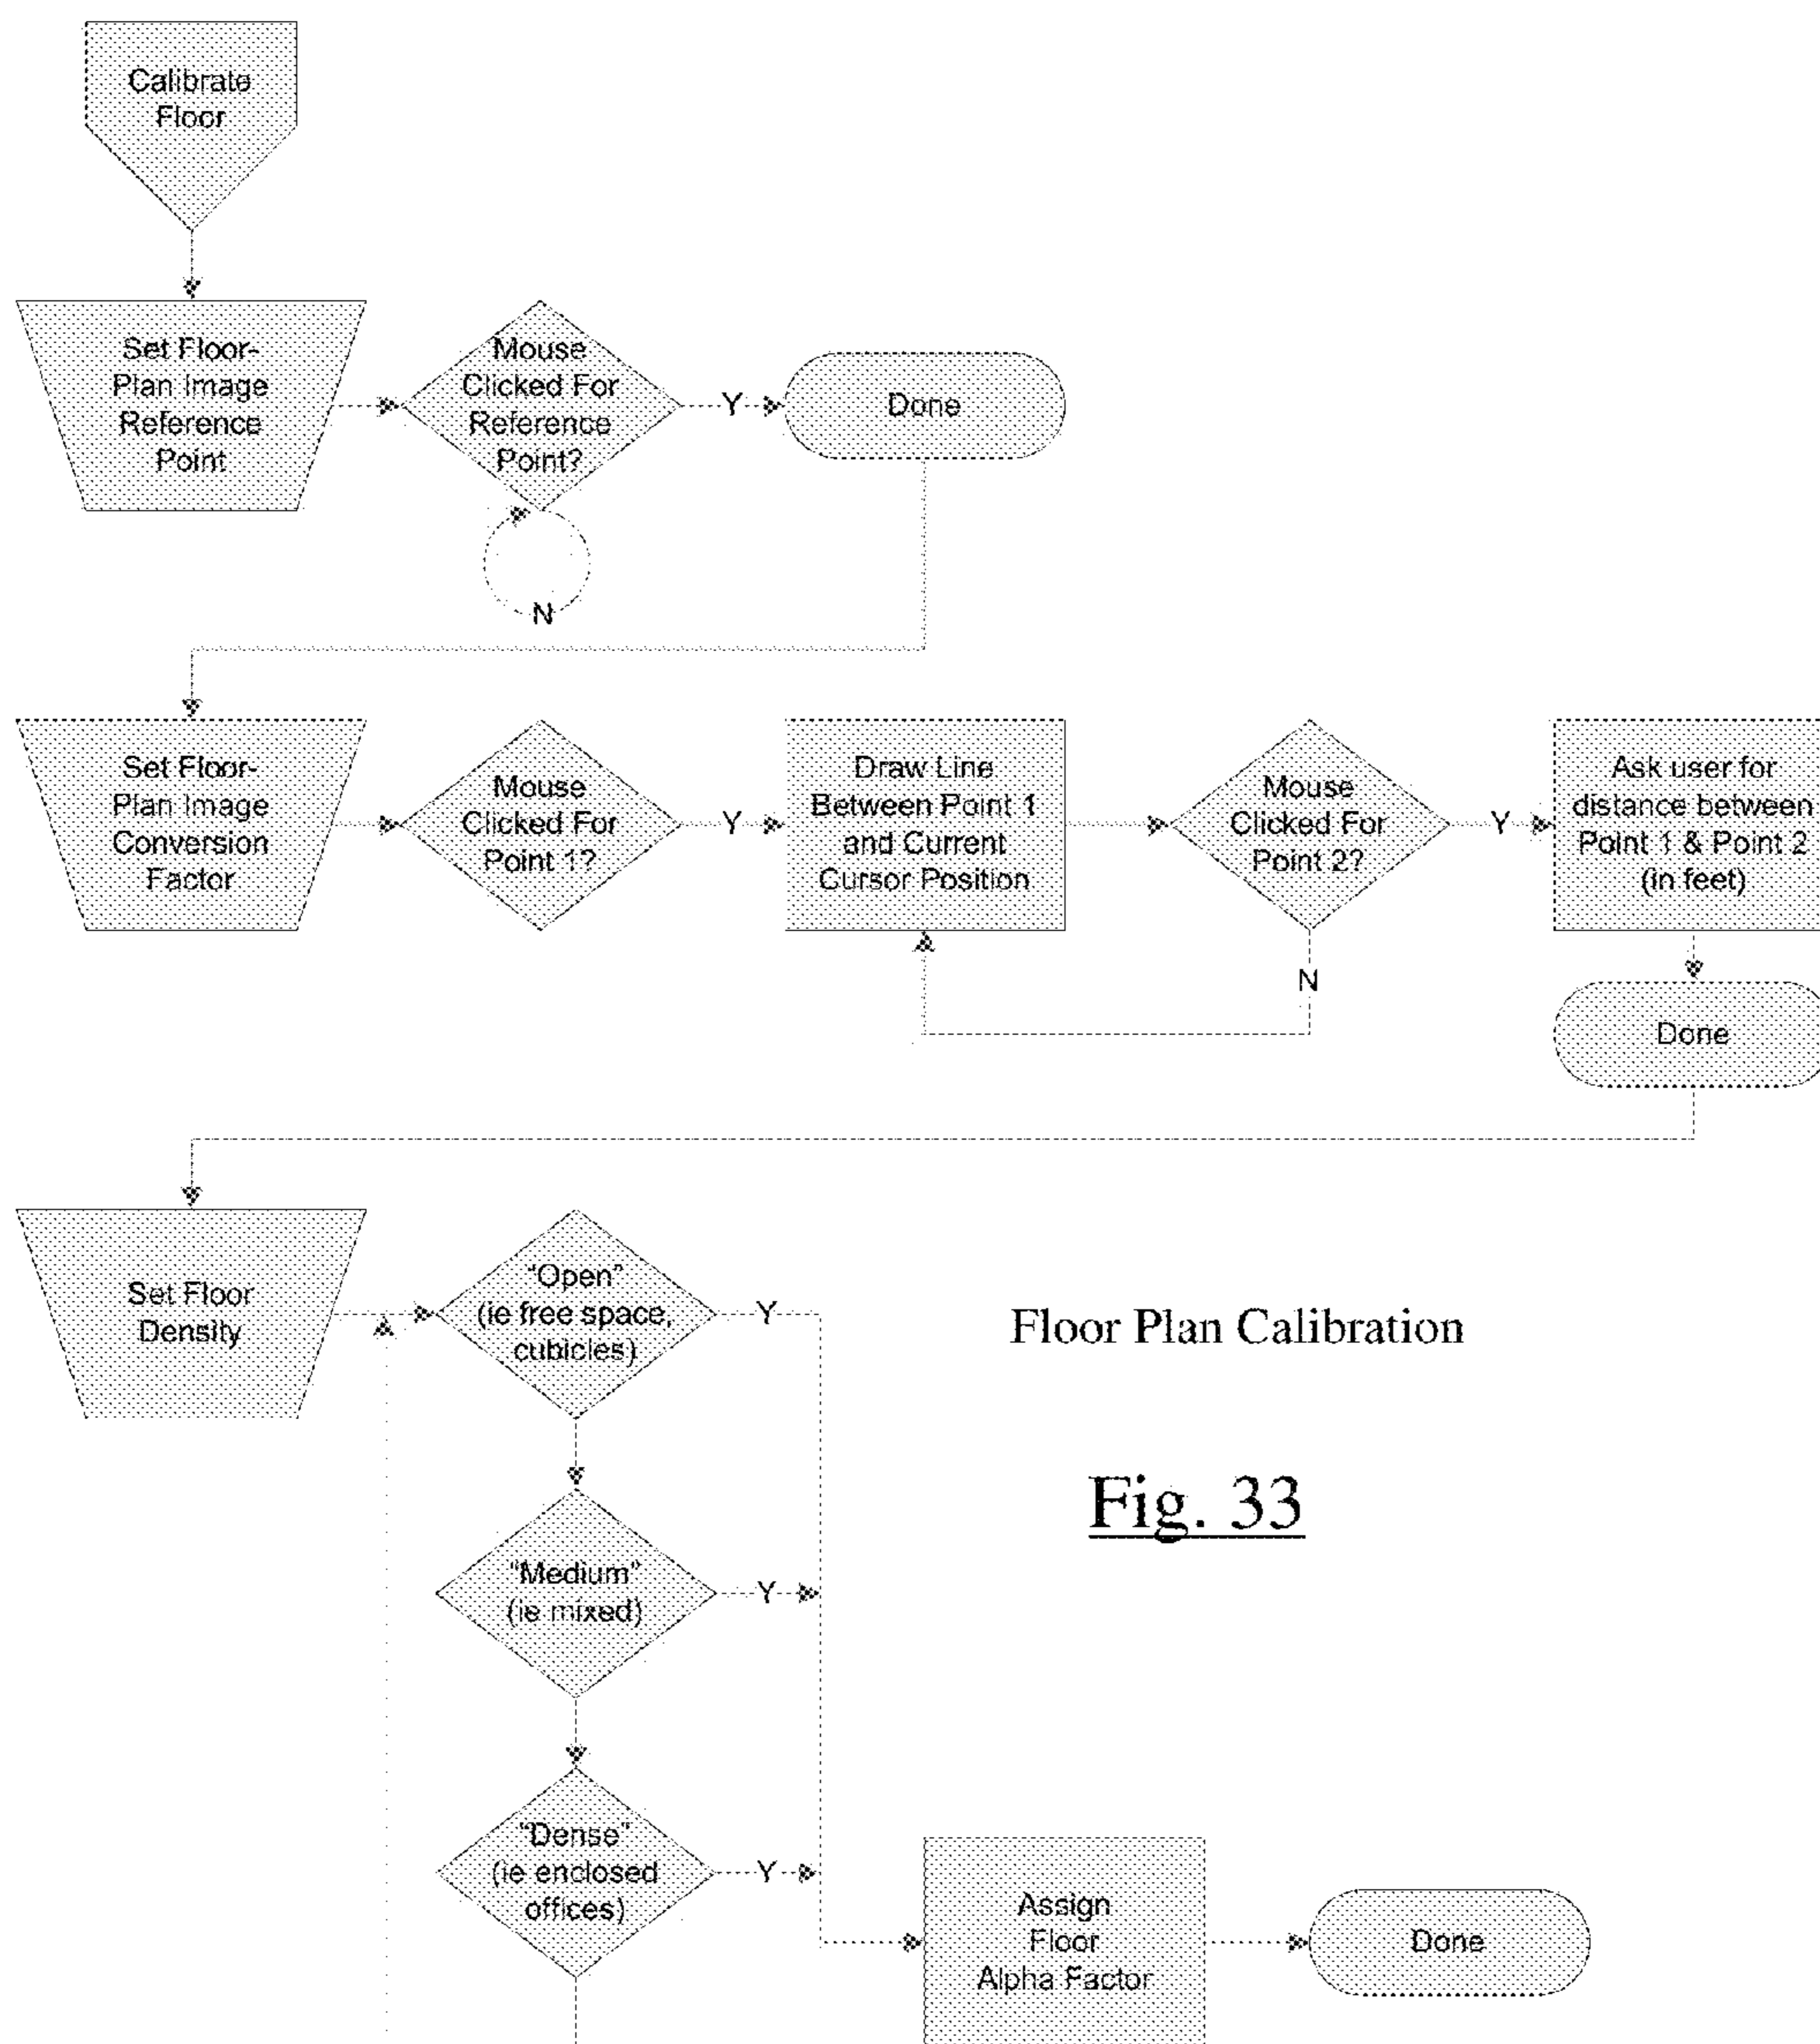 Calibrate
Floor
Set Floor-
Plan Image
Reference
Point
Mouse
Clicked For
Reference
Point?
Y
Done
N
Set Floor-
Plan Image
Conversion
Factor
Mouse
Clicked For
Point 1?
Y
Draw Line
Between Point 1
and Current
Cursor Position
Mouse
Clicked For
Point 2?
Y
Ask user for
distance between
Point 1 & Point 2
(in feet)
N
Done
Set Floor
Density
"Open"
(ie free space,
cubicles)
Y
Floor Plan Calibration
Fig. 33
"Medium"
(ie mixed)
Y
"Dense"
(ie enclosed
offices)
Y
Assign
Floor
Alpha Factor
Done